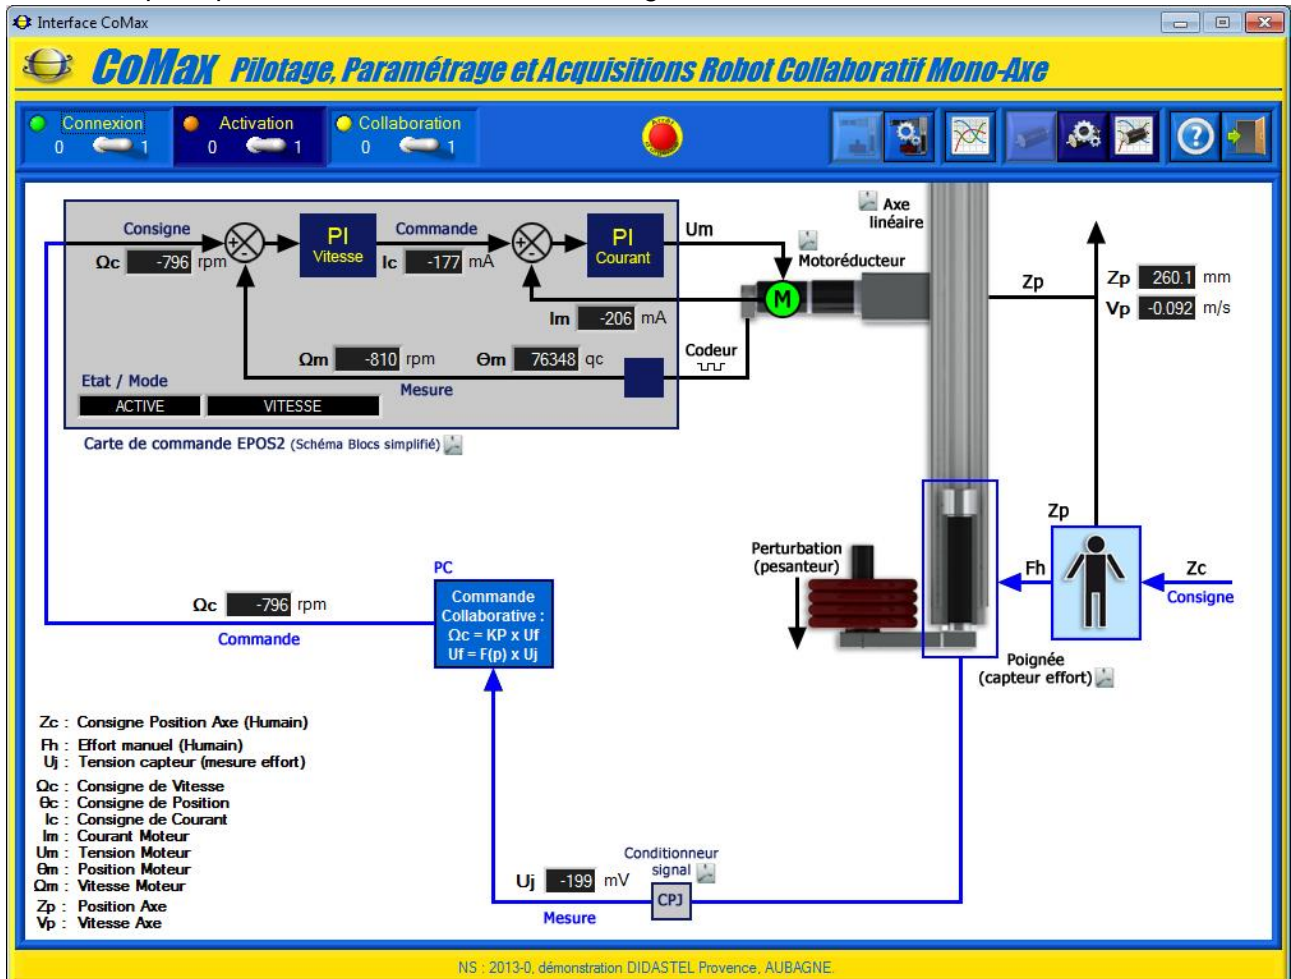 Interface CoMax
CoMax Pilotage, Paramétrage et Acquisitions Robot Collaboratif Mono-Axe
Connexion
0 1
Activation
0 1
Collaboration
0 1
?
Consigne
Ωc -796 rpm
PI
Vitesse
Commande
Ic -177 mA
PI
Courant
Um
Axe
linéaire
Motoréducteur
M
Im -206 mA
Zp
Zp 260.1 mm
Vp -0.092 m/s
Ωm -810 rpm
Θm 76348 qc
Codeur
Mesure
Etat / Mode
ACTIVE
VITESSE
Carte de commande EPOS2 (Schéma Blocs simplifié)
Perturbation
(pesanteur)
Zp
Fh
Zc
Consigne
Poignée
(capteur effort)
PC
Commande
Collaborative :
Ωc = KP x Uf
Uf = F(p) x Uj
Ωc -796 rpm
Commande
Zc : Consigne Position Axe (Humain)
Fh : Effort manuel (Humain)
Uj : Tension capteur (mesure effort)
Ωc : Consigne de Vitesse
Θc : Consigne de Position
Ic : Consigne de Courant
Im : Courant Moteur
Um : Tension Moteur
Θm : Position Moteur
Ωm : Vitesse Moteur
Zp : Position Axe
Vp : Vitesse Axe
Conditionneur
signal
Uj -199 mV
CPJ
Mesure
NS : 2013-0, démonstration DIDASTEL Provence, AUBAGNE.